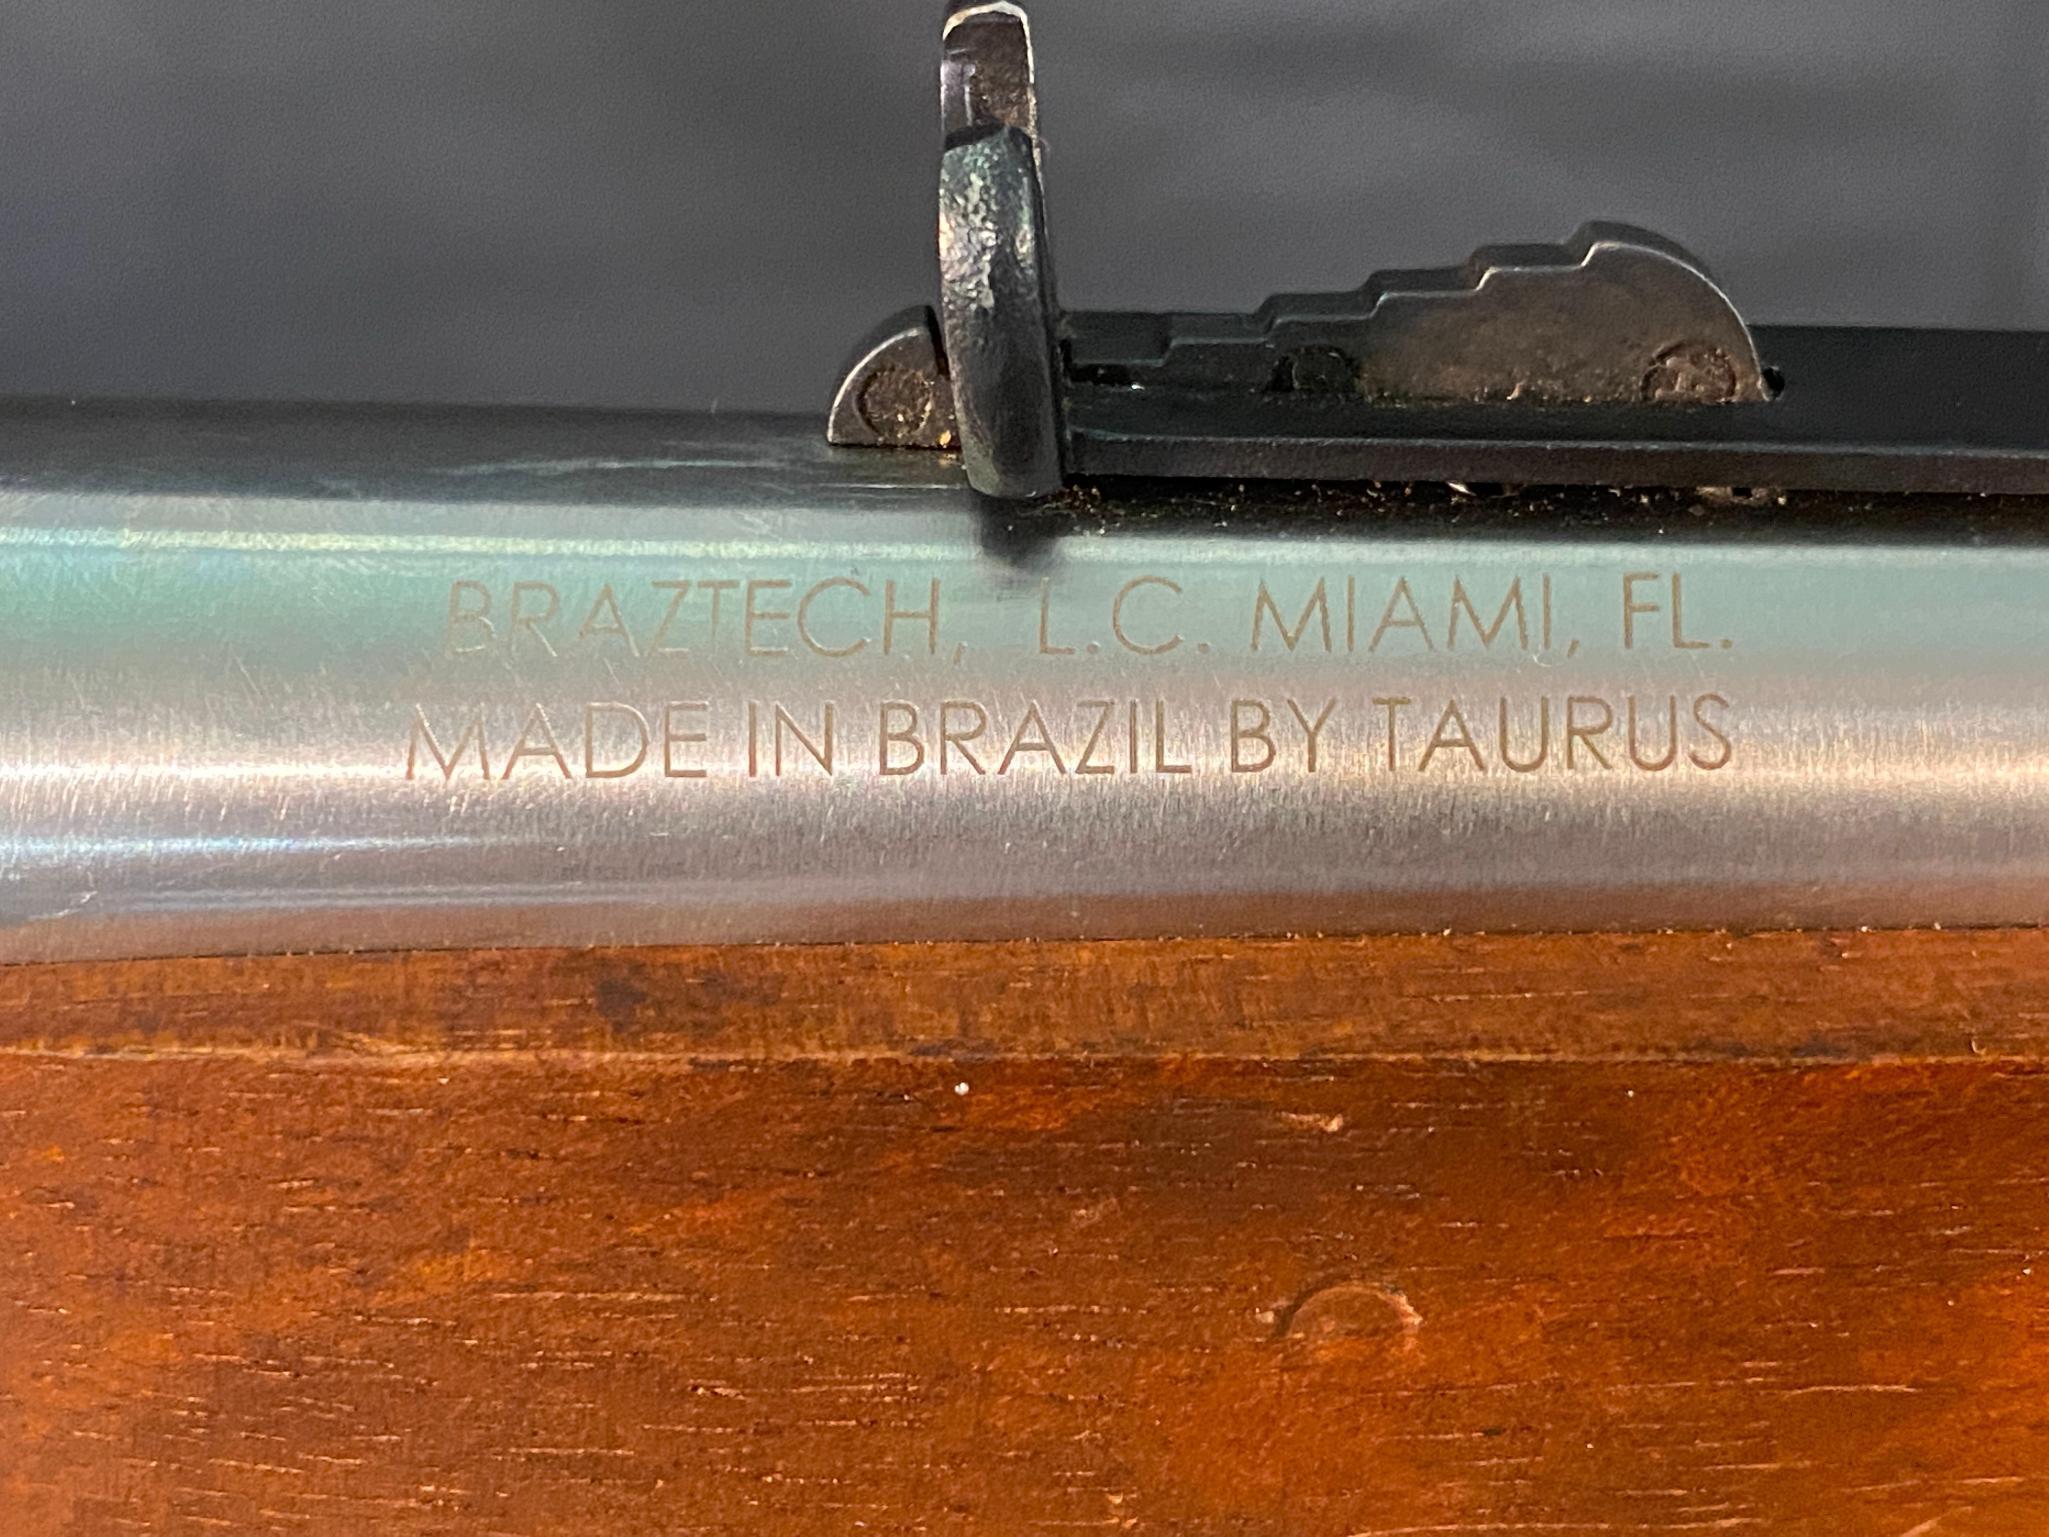 BRAZTECH, L.C. MIAMI, FL.
MADE IN BRAZIL BY TAURUS